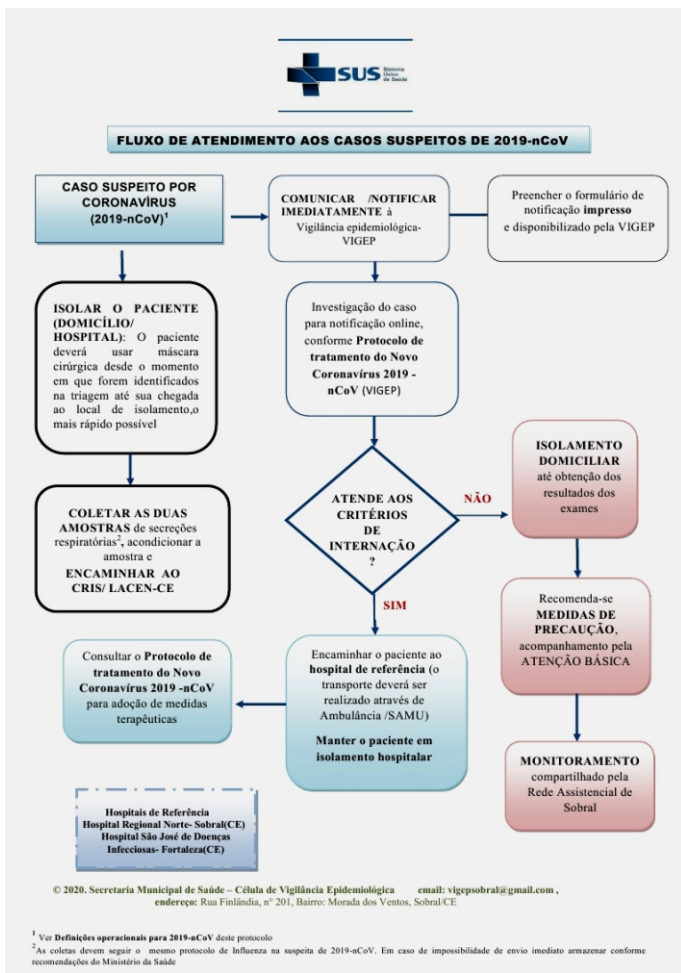 SUS Sistema
Único
de Saúde
FLUXO DE ATENDIMENTO AOS CASOS SUSPEITOS DE 2019-nCoV
CASO SUSPEITO POR
CORONAVÍRUS
(2019-nCoV)¹
COMUNICAR /NOTIFICAR
IMEDIATAMENTE à
Vigilância epidemiológica-
VIGEP
Preencher o formulário de
notificação impresso
e disponibilizado pela VIGEP
ISOLAR O PACIENTE
(DOMICÍLIO/
HOSPITAL): O paciente
deverá usar máscara
cirúrgica desde o momento
em que forem identificados
na triagem até sua chegada
ao local de isolamento,o
mais rápido possível
Investigação do caso
para notificação online,
conforme Protocolo de
tratamento do Novo
Coronavírus 2019 -
nCoV (VIGEP)
COLETAR AS DUAS
AMOSTRAS de secreções
respiratórias², acondicionar a
amostra e
ENCAMINHAR AO
CRIS/ LACEN-CE
ATENDE AOS
CRITÉRIOS
DE
INTERNAÇÃO
?
NÃO
SIM
ISOLAMENTO
DOMICILIAR
até obtenção dos
resultados dos
exames
Recomenda-se
MEDIDAS DE
PRECAUÇÃO,
acompanhamento pela
ATENÇÃO BÁSICA
MONITORAMENTO
compartilhado pela
Rede Assistencial de
Sobral
Encaminhar o paciente ao
hospital de referência (o
transporte deverá ser
realizado através de
Ambulância /SAMU)
Manter o paciente em
isolamento hospitalar
Consultar o Protocolo de
tratamento do Novo
Coronavírus 2019 -nCoV
para adoção de medidas
terapêuticas
Hospitais de Referência
Hospital Regional Norte- Sobral(CE)
Hospital São José de Doenças
Infecciosas- Fortaleza(CE)
© 2020. Secretaria Municipal de Saúde – Célula de Vigilância Epidemiológica email: vigepsobral@gmail.com ,
endereço: Rua Finlândia, n° 201, Bairro: Morada dos Ventos, Sobral/CE
¹ Ver Definições operacionais para 2019-nCoV deste protocolo
²As coletas devem seguir o mesmo protocolo de Influenza na suspeita de 2019-nCoV. Em caso de impossibilidade de envio imediato armazenar conforme
recomendações do Ministério da Saúde